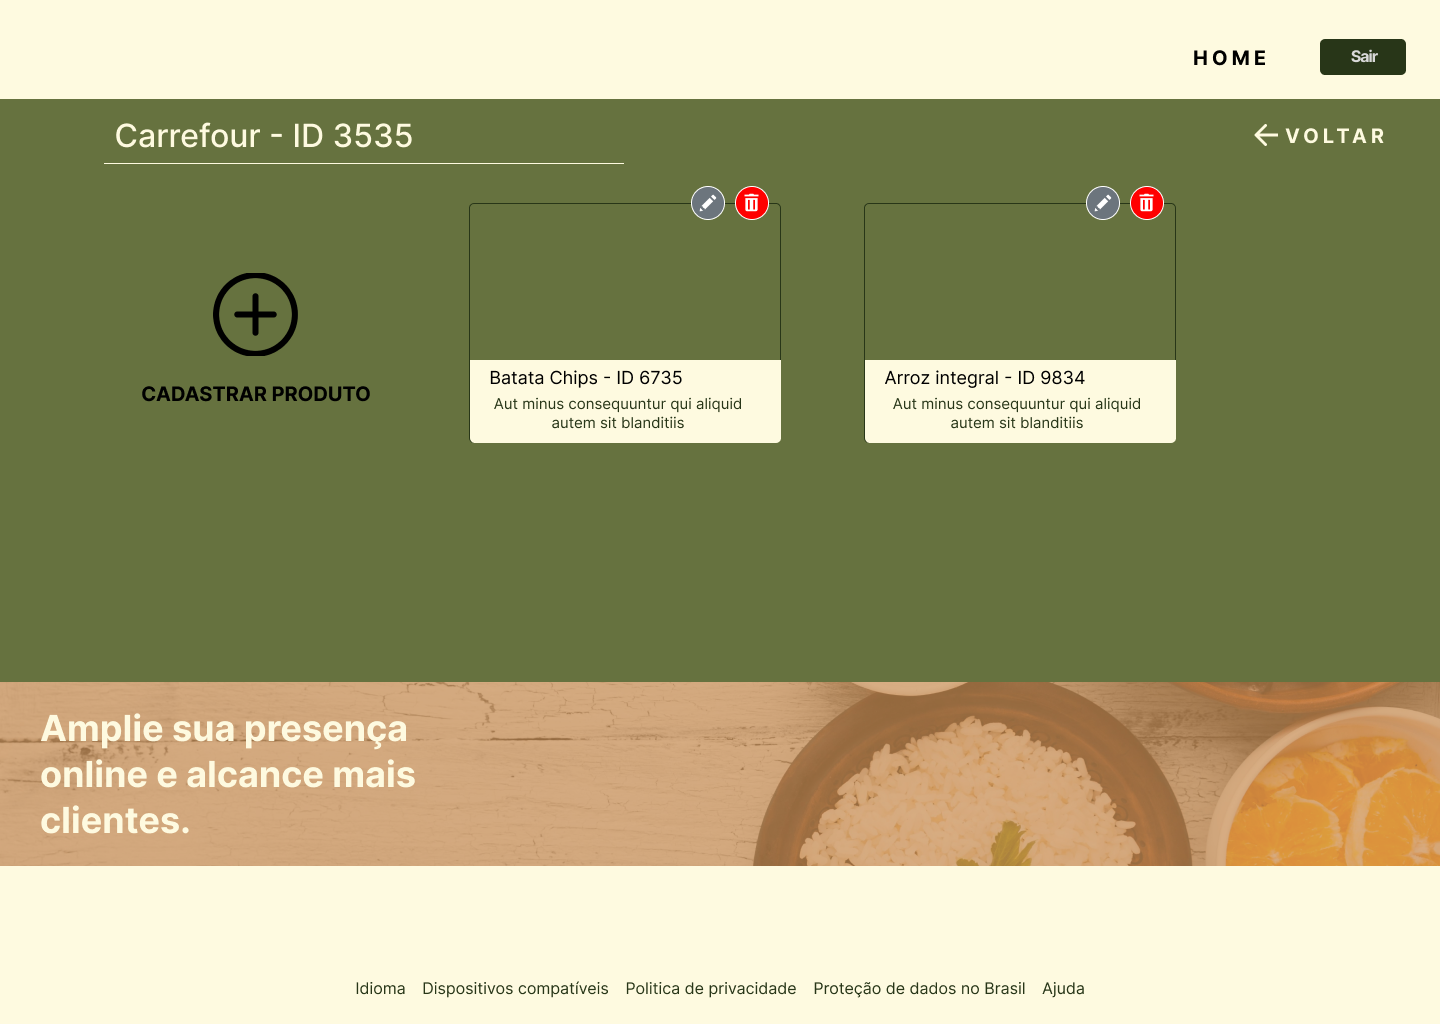 HOME
Sair
Carrefour - ID 3535
VOLTAR
CADASTRAR PRODUTO
Batata Chips - ID 6735
Aut minus consequuntur qui aliquid
autem sit blanditiis
Arroz integral - ID 9834
Aut minus consequuntur qui aliquid
autem sit blanditiis
Amplie sua presença
online e alcance mais
clientes.
Idioma Dispositivos compatíveis Politica de privacidade Proteção de dados no Brasil Ajuda